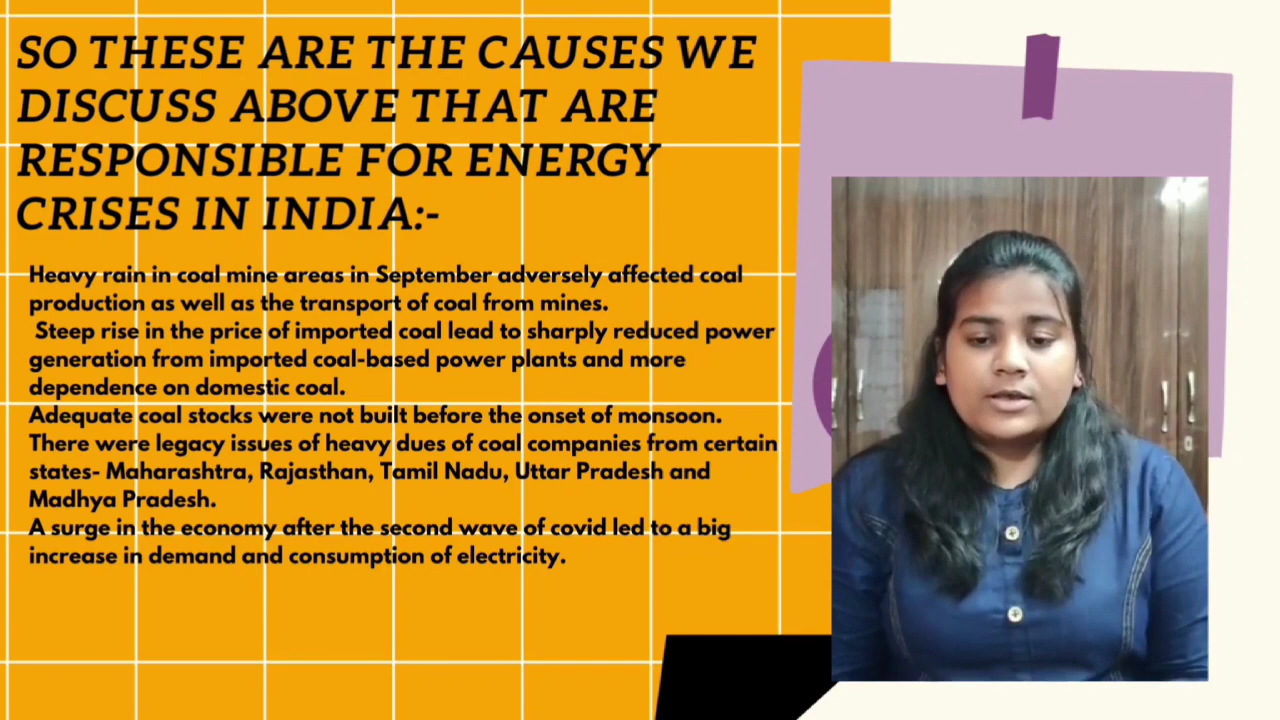 SO THESE ARE THE CAUSES WE
DISCUSS ABOVE THAT ARE
RESPONSIBLE FOR ENERGY
CRISES IN INDIA:-
Heavy rain in coal mine areas in September adversely affected coal
production as well as the transport of coal from mines.
Steep rise in the price of imported coal lead to sharply reduced power
generation from imported coal-based power plants and more
dependence on domestic coal.
Adequate coal stocks were not built before the onset of monsoon.
There were legacy issues of heavy dues of coal companies from certain
states- Maharashtra, Rajasthan, Tamil Nadu, Uttar Pradesh and
Madhya Pradesh.
A surge in the economy after the second wave of covid led to a big
increase in demand and consumption of electricity.